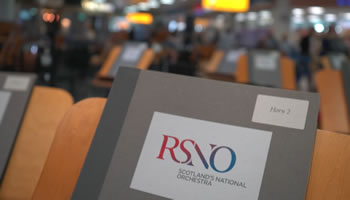 Horn 2
RSNO
SCOTLAND'S NATIONAL
ORCHESTRA